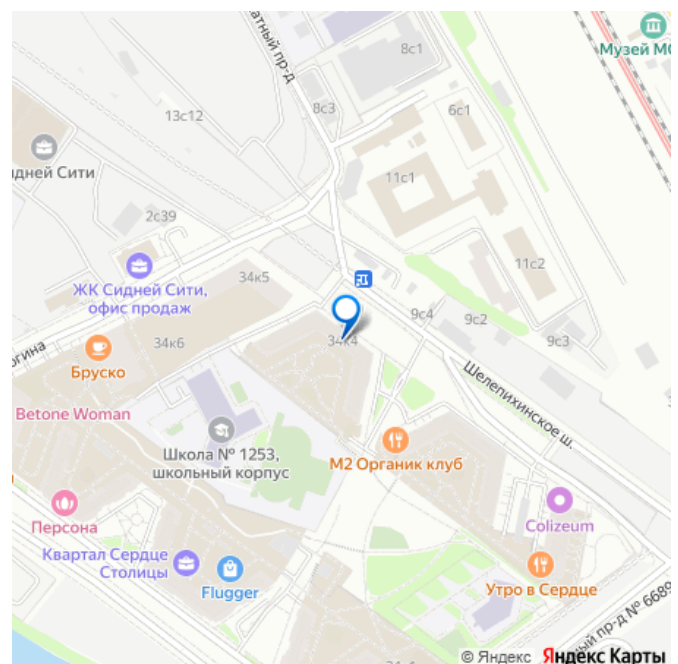 8с1
Музей МС
атный пр-д
8с3
13с12
6с1
11с1
дней Сити
2с39
11с2
34к5
ЖК Сидней Сити,
офис продаж
9с4
9с2
9с3
огина
34к6
34к4
Бруско
Шелепихинское ш.
Betone Woman
Школа № 1253,
школьный корпус
М2 Органик клуб
Персона
Colizeum
Квартал Сердце
Столицы
Flugger
Утро в Сердце
тный пр-д № 6689
© Яндекс Яндекс Карты